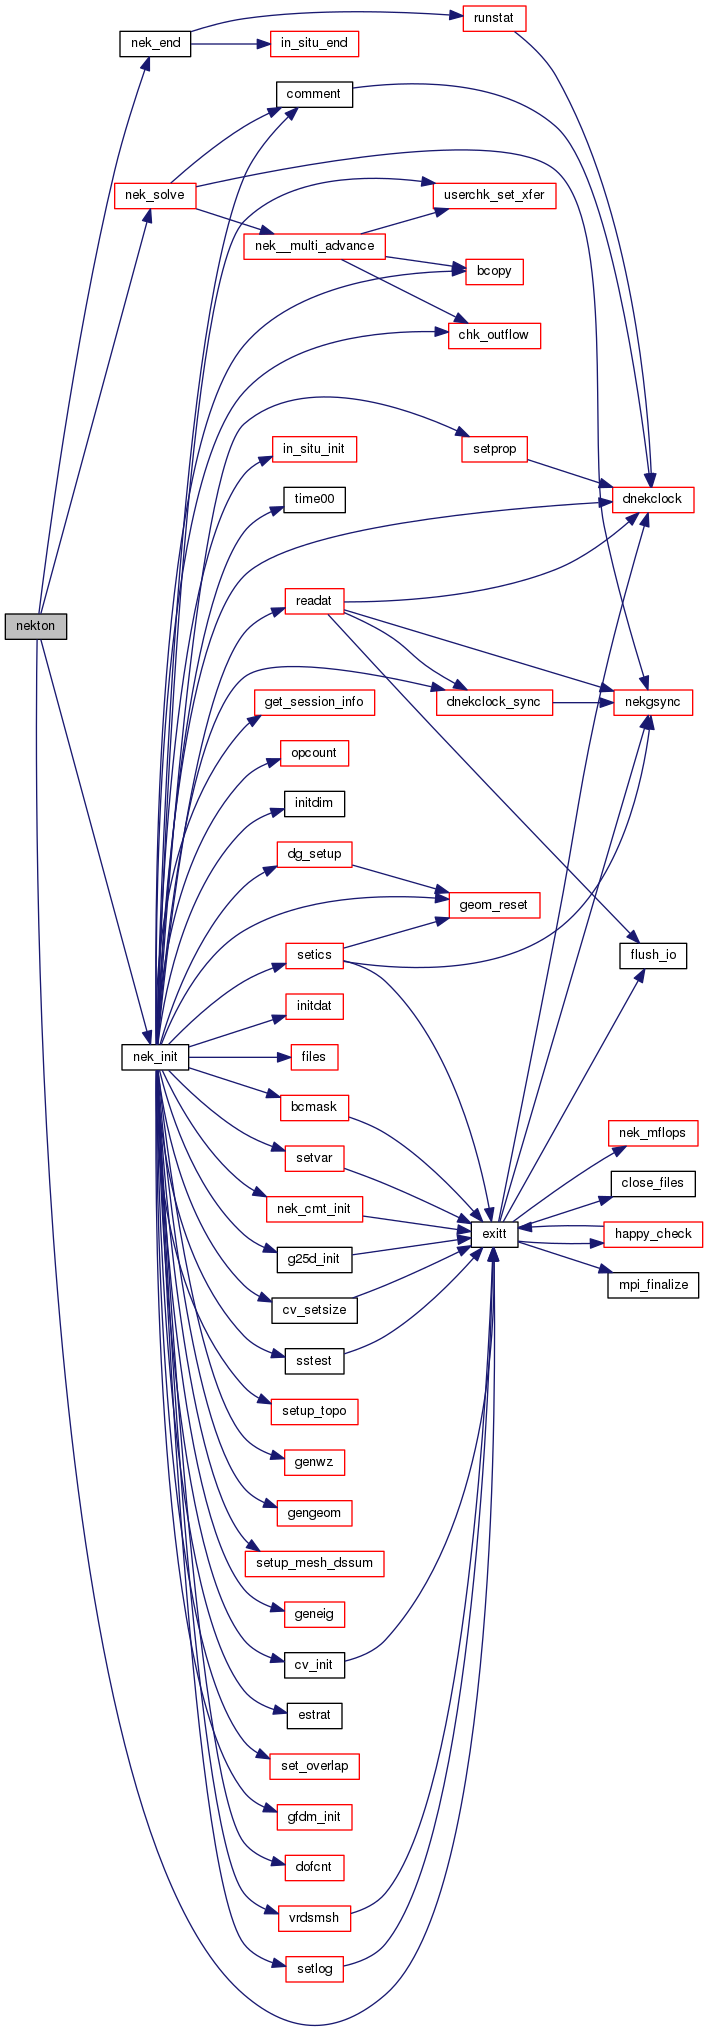 runstat
nek_end
in_situ_end
comment
nek_solve
userchk_set_xfer
nek__multi_advance
bcopy
chk_outflow
in_situ_init
setprop
time00
dnekclock
readat
nekton
get_session_info
dnekclock_sync
nekgsync
opcount
initdim
dg_setup
geom_reset
setics
flush_io
initdat
nek_init
files
bcmask
nek_mflops
setvar
close_files
nek_cmt_init
exitt
happy_check
g25d_init
mpi_finalize
cv_setsize
sstest
setup_topo
genwz
gengeom
setup_mesh_dssum
geneig
cv_init
estrat
set_overlap
gfdm_init
dofcnt
vrdsmsh
setlog